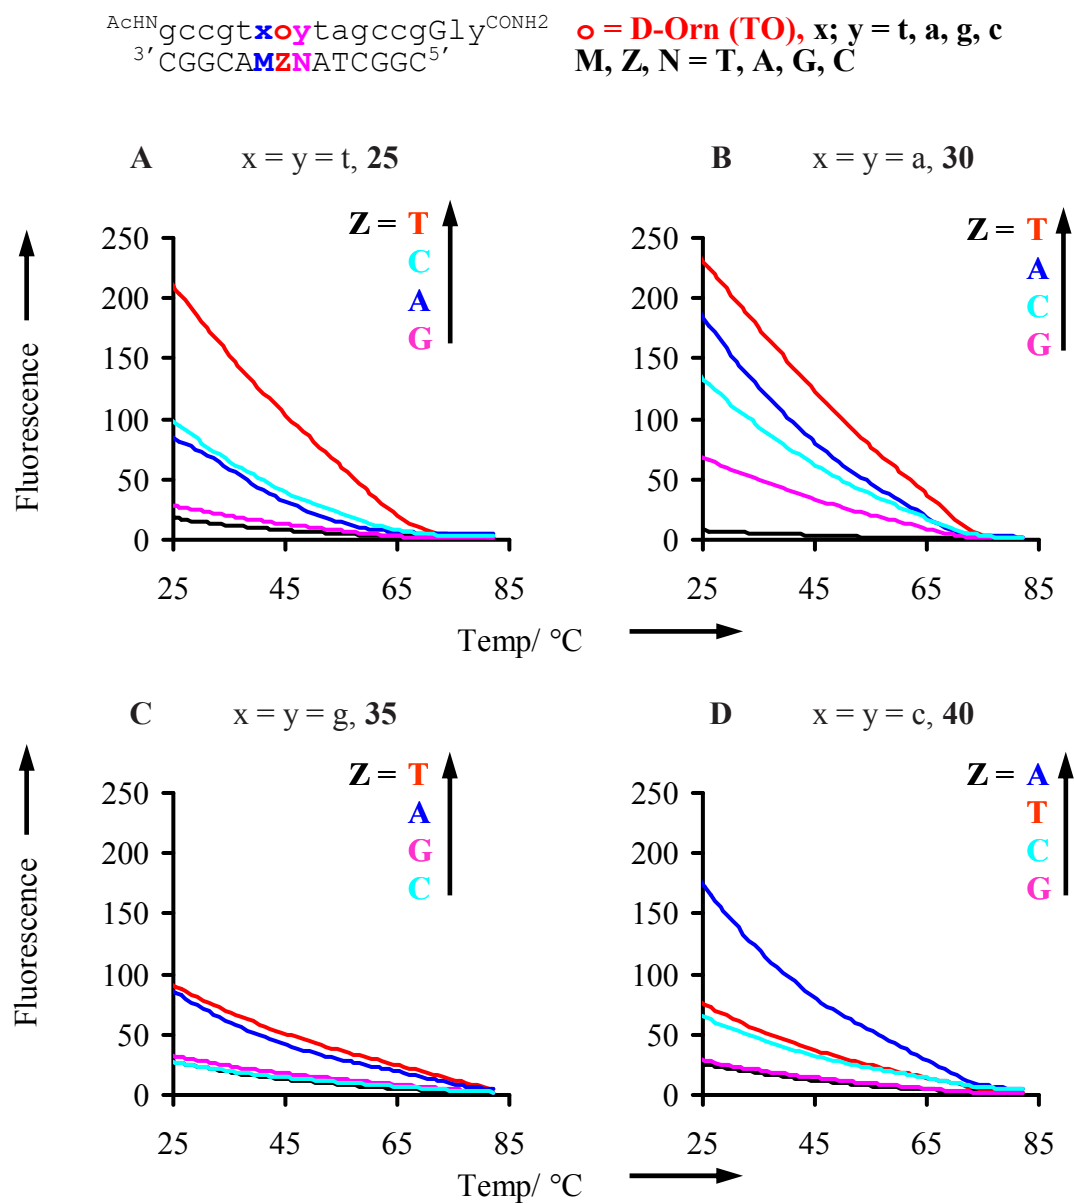 AcHNgccgtxoytagccgGlyCONH2 o = D-Orn (TO), x; y = t, a, g, c
3’CGGCAMZNATCGGC5’ M, Z, N = T, A, G, C
A x = y = t, 25
Z = T
C
A
G
250
200
150
100
50
0
25 45 65 85
B x = y = a, 30
Z = T
A
C
G
250
200
150
100
50
0
25 45 65 85
Fluorescence
Temp/ °C
C x = y = g, 35
Z = T
A
G
C
250
200
150
100
50
0
25 45 65 85
D x = y = c, 40
Z = A
T
C
G
250
200
150
100
50
0
25 45 65 85
Fluorescence
Temp/ °C